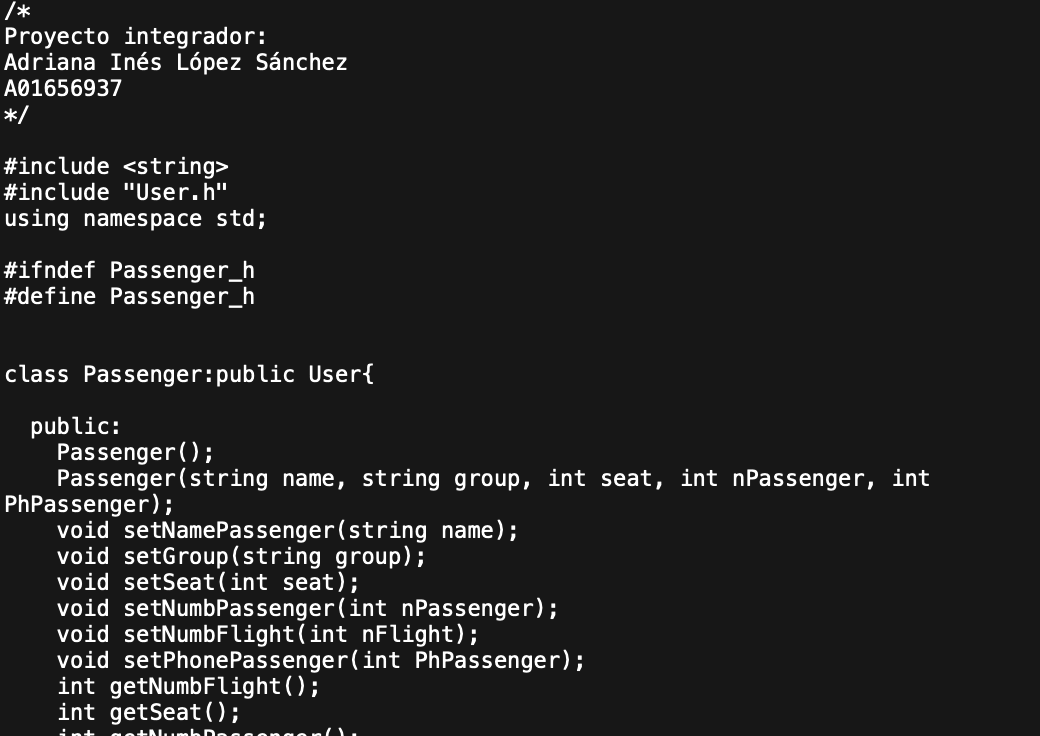 /*
Proyecto integrador:
Adriana Inés López Sánchez
A01656937
*/
#include <string>
#include "User.h"
using namespace std;
#ifndef Passenger_h
#define Passenger_h
class Passenger:public User{
public:
Passenger();
Passenger(string name, string group, int seat, int nPassenger, int
PhPassenger);
void setNamePassenger(string name);
void setGroup(string group);
void setSeat(int seat);
void setNumbPassenger(int nPassenger);
void setNumbFlight(int nFlight);
void setPhonePassenger(int PhPassenger);
int getNumbFlight();
int getSeat();
int getNumbPassenger();